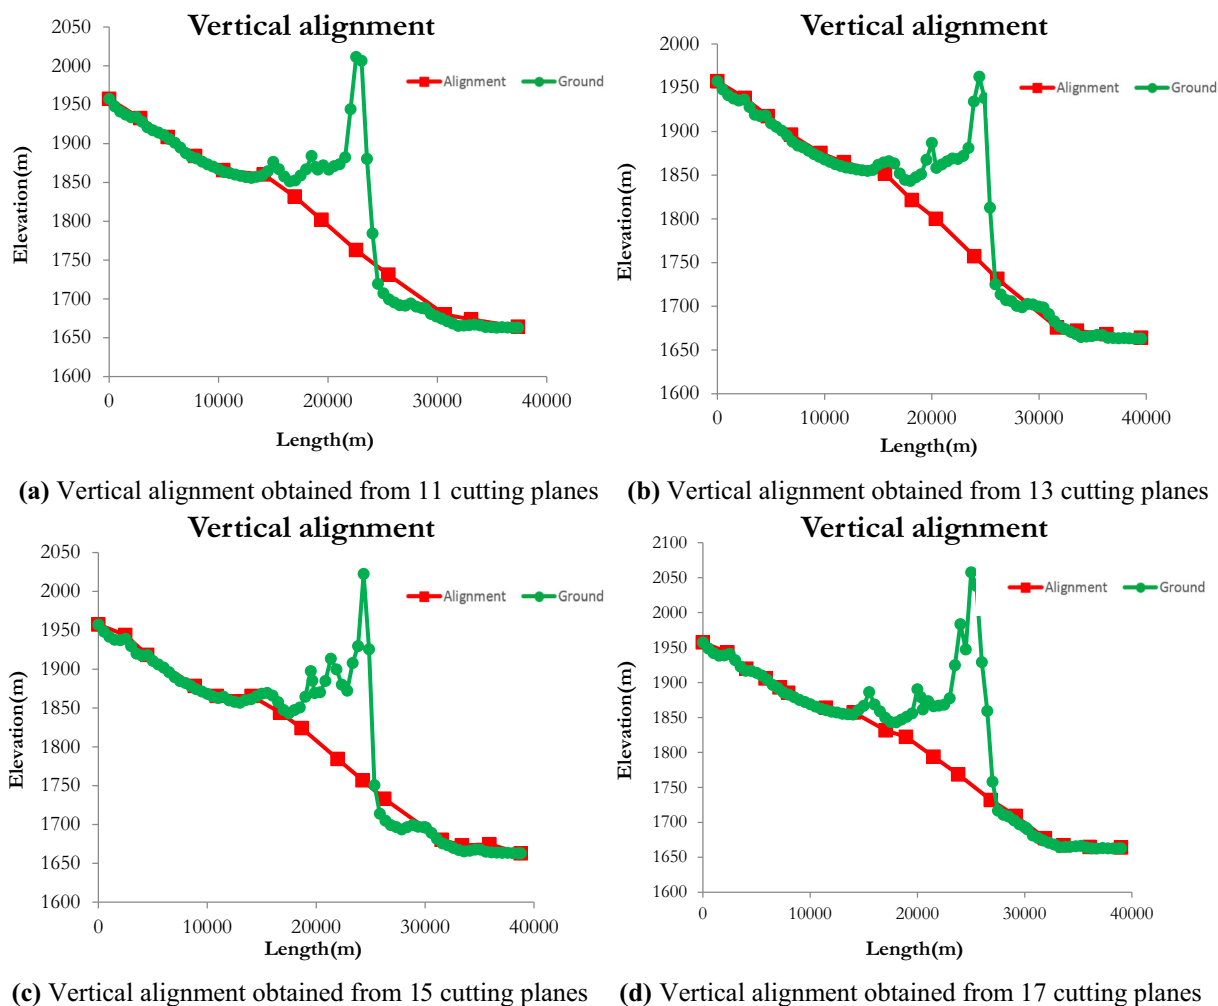 Vertical alignment
2050
2000
1950
1900
1850
1800
1750
1700
1650
1600
Elevation(m)
Alignment
Ground
0
10000
20000
30000
40000
Length(m)
(a) Vertical alignment obtained from 11 cutting planes
Vertical alignment
2000
1950
1900
1850
1800
1750
1700
1650
1600
Elevation(m)
Alignment
Ground
0
10000
20000
30000
40000
Length(m)
(b) Vertical alignment obtained from 13 cutting planes
Vertical alignment
2050
2000
1950
1900
1850
1800
1750
1700
1650
1600
Elevation(m)
Alignment
Ground
0
10000
20000
30000
40000
Length(m)
(c) Vertical alignment obtained from 15 cutting planes
Vertical alignment
2100
2050
2000
1950
1900
1850
1800
1750
1700
1650
1600
Elevation(m)
Alignment
Ground
0
10000
20000
30000
40000
Length(m)
(d) Vertical alignment obtained from 17 cutting planes